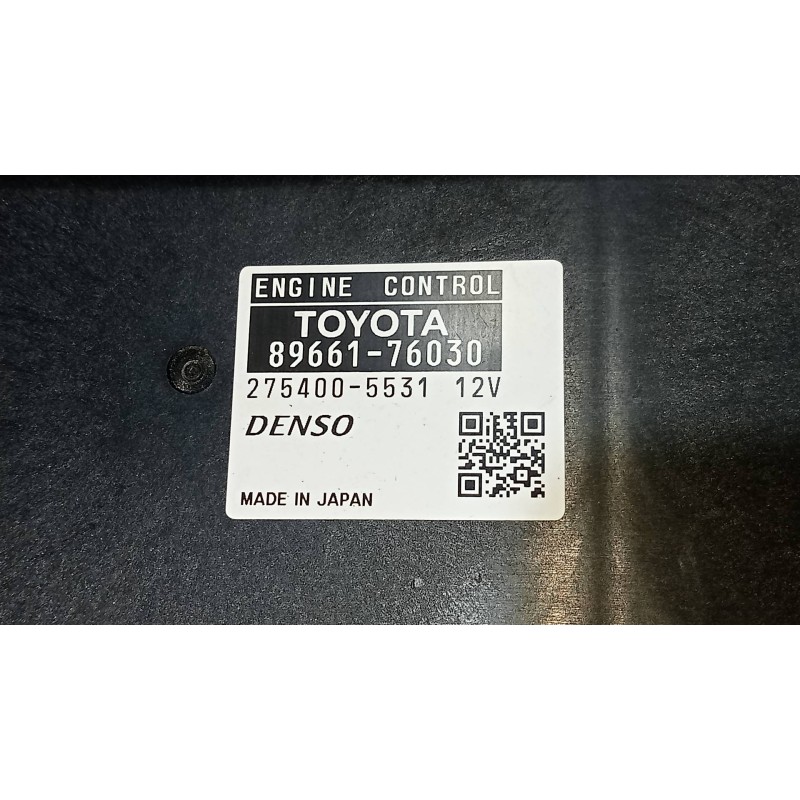 ENGINE CONTROL
TOYOTA
89661-76030
275400-5531 12V
DENSO
MADE IN JAPAN